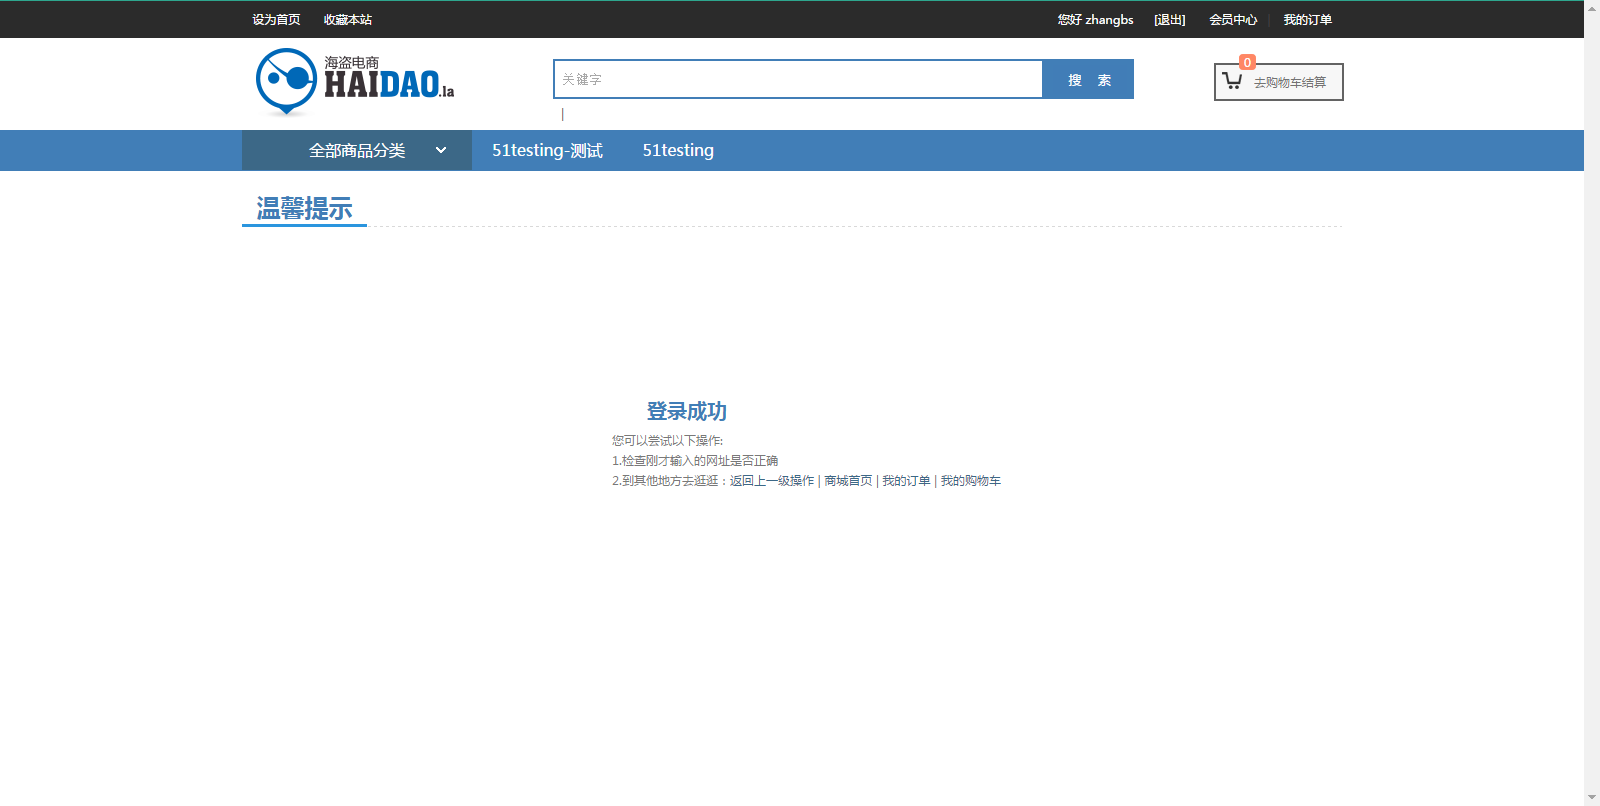 设为首页 收藏本站 您好 zhangbs [退出] 会员中心 我的订单
海盗电商
HAIDAO.la
关键字
搜 索
0
去购物车结算
|
全部商品分类 51testing-测试 51testing
温馨提示
登录成功
您可以尝试以下操作:
1.检查刚才输入的网址是否正确
2.到其他地方去逛逛：返回上一级操作 | 商城首页 | 我的订单 | 我的购物车